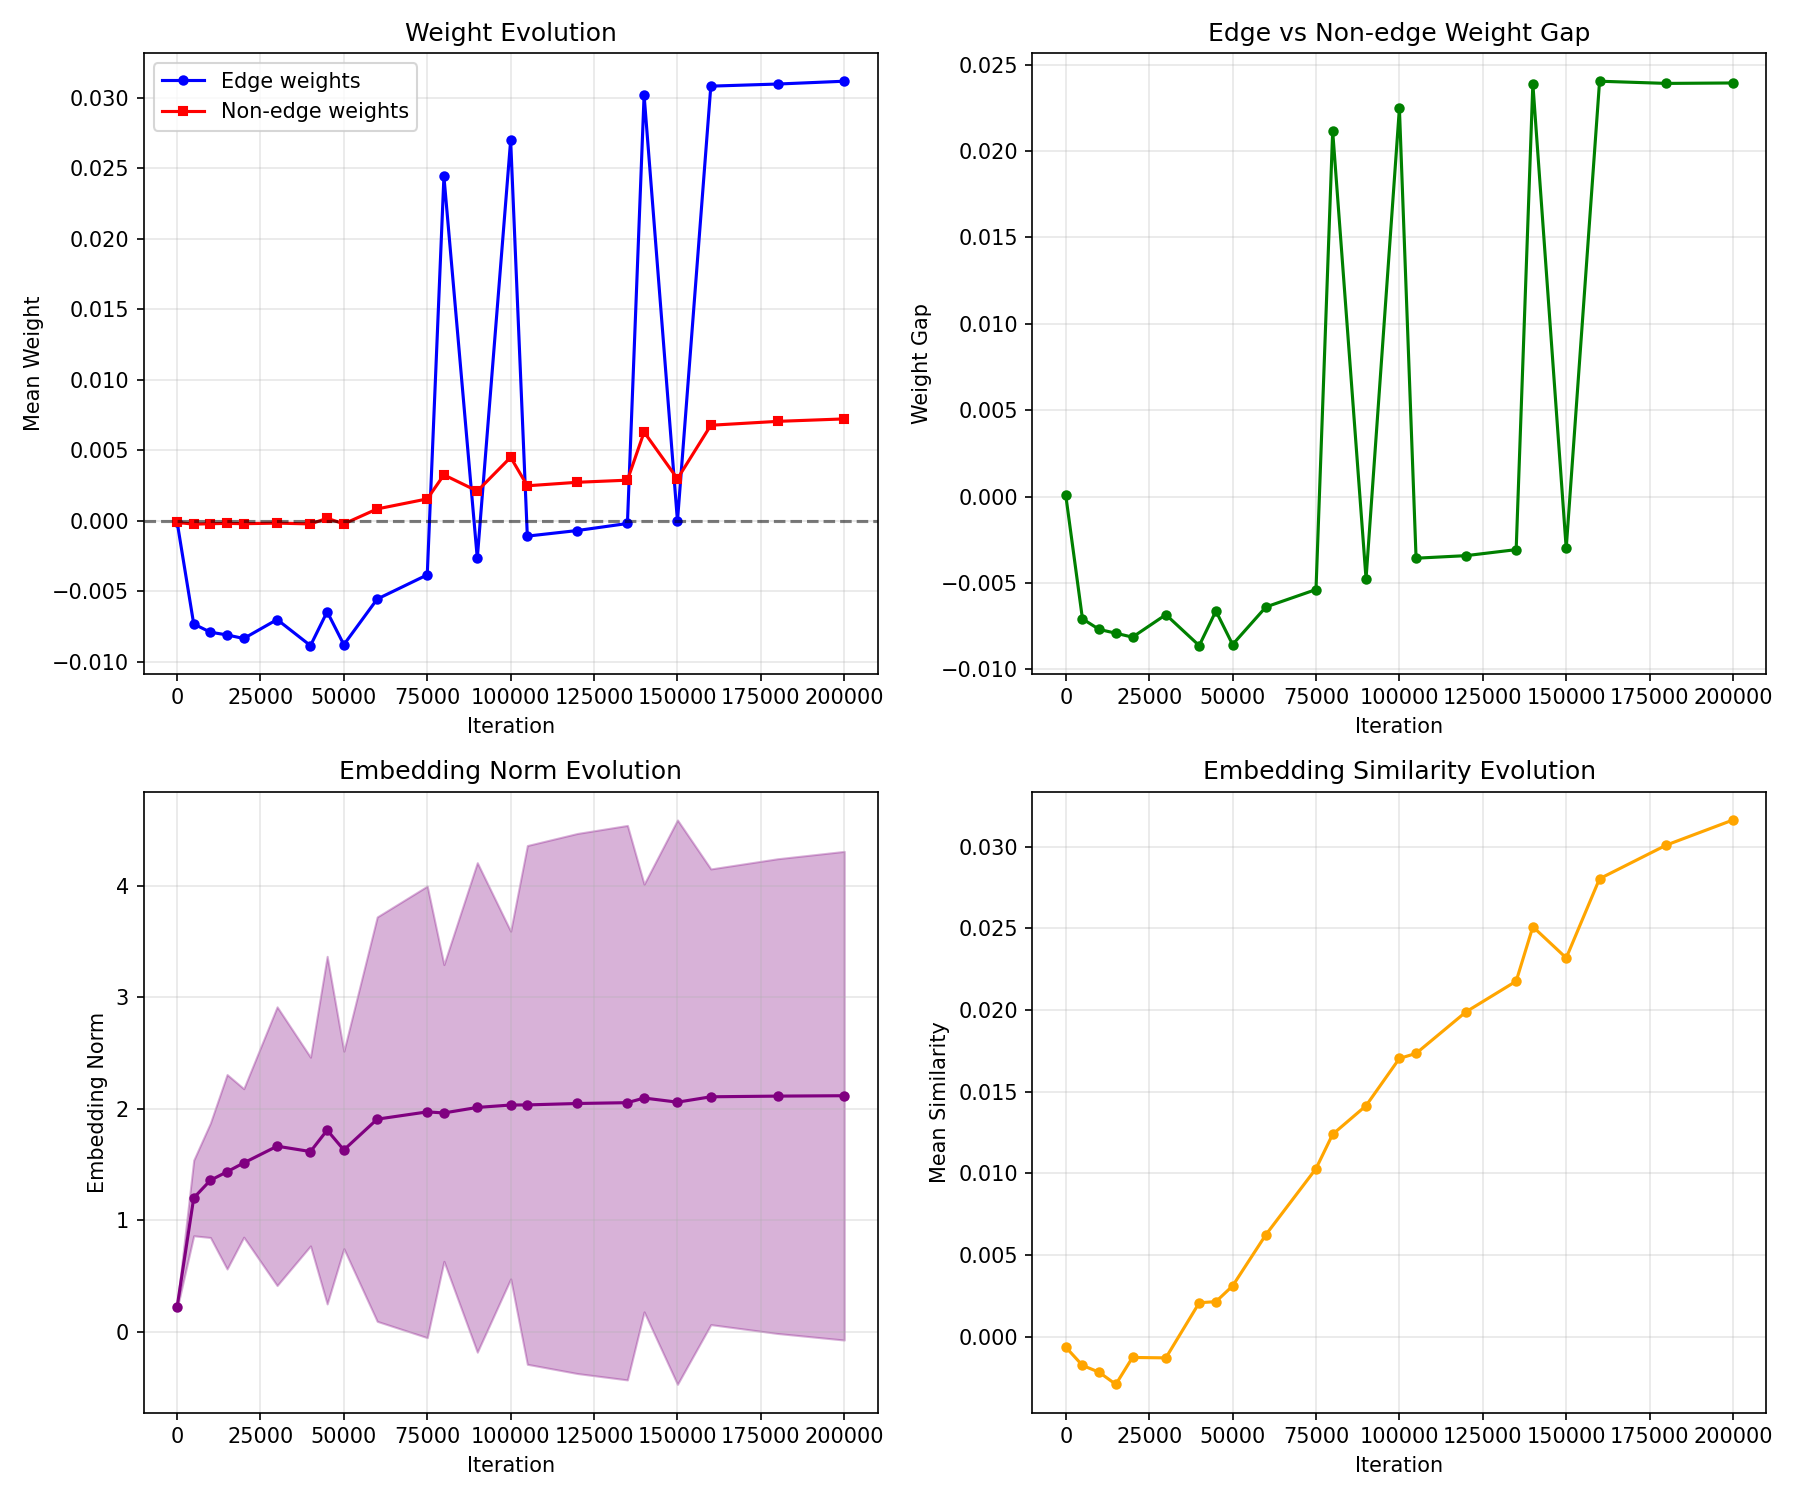 Weight Evolution
Edge weights
Non-edge weights
0.030
0.025
0.020
0.015
0.010
0.005
0.000
−0.005
−0.010
Mean Weight
0 25000 50000 75000 100000 125000 150000 175000 200000
Iteration
Edge vs Non-edge Weight Gap
0.025
0.020
0.015
0.010
0.005
0.000
−0.005
−0.010
Weight Gap
0 25000 50000 75000 100000 125000 150000 175000 200000
Iteration
Embedding Norm Evolution
4
3
2
1
0
Embedding Norm
0 25000 50000 75000 100000 125000 150000 175000 200000
Iteration
Embedding Similarity Evolution
0.030
0.025
0.020
0.015
0.010
0.005
0.000
Mean Similarity
0 25000 50000 75000 100000 125000 150000 175000 200000
Iteration